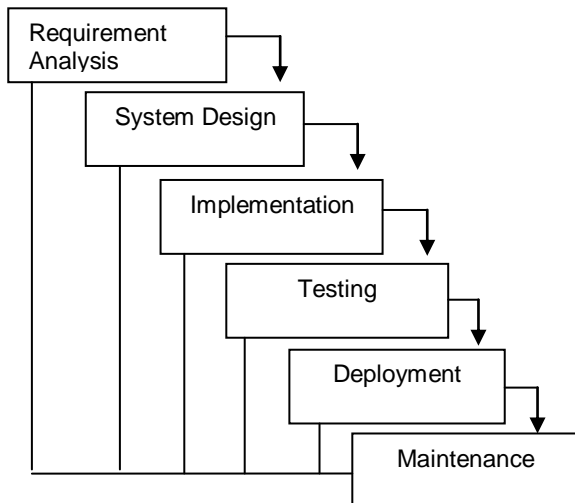 Requirement
Analysis
System Design
Implementation
Testing
Deployment
Maintenance